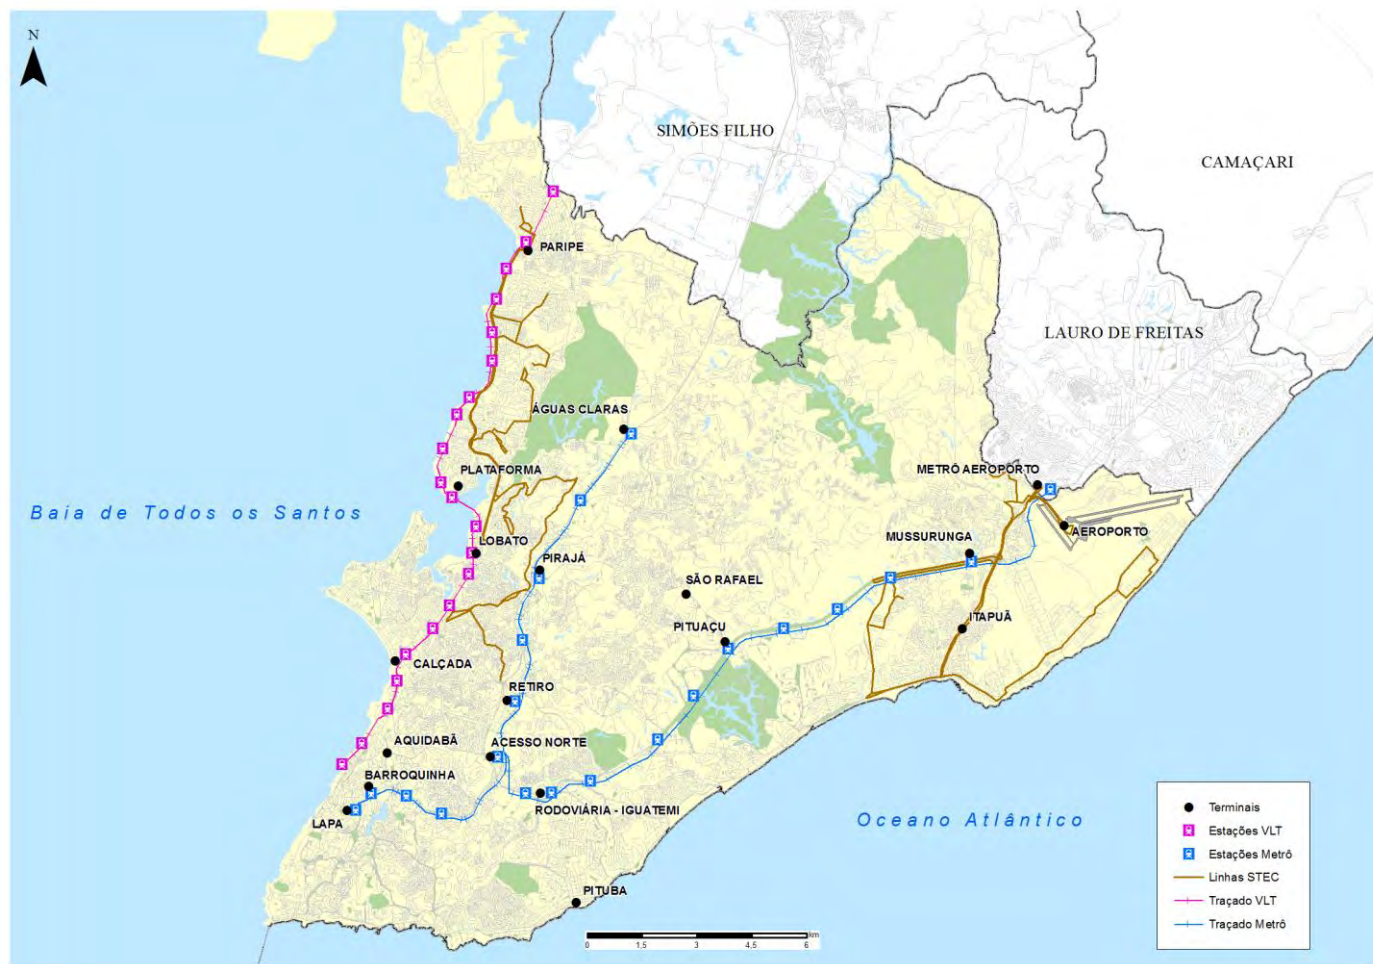 N
SIMÕES FILHO
CAMAÇARI
PARIPE
LAURO DE FREITAS
ÁGUAS CLARAS
PLATAFORMA
METRÔ AEROPORTO
Baia de Todos os Santos
AEROPORTO
LOBATO
MUSSURUNGA
PIRAJÁ
SÃO RAFAEL
ITAPUÃ
PITUAÇU
CALÇADA
RETIRO
AQUIDABÃ
ACESSO NORTE
BARROQUINHA
RODOVIÁRIA - IGUATEMI
LAPA
Oceano Atlântico
PITUBA
Terminais
Estações VLT
Estações Metrô
Linhas STEC
Traçado VLT
Traçado Metrô
km
0 1,5 3 4,5 6